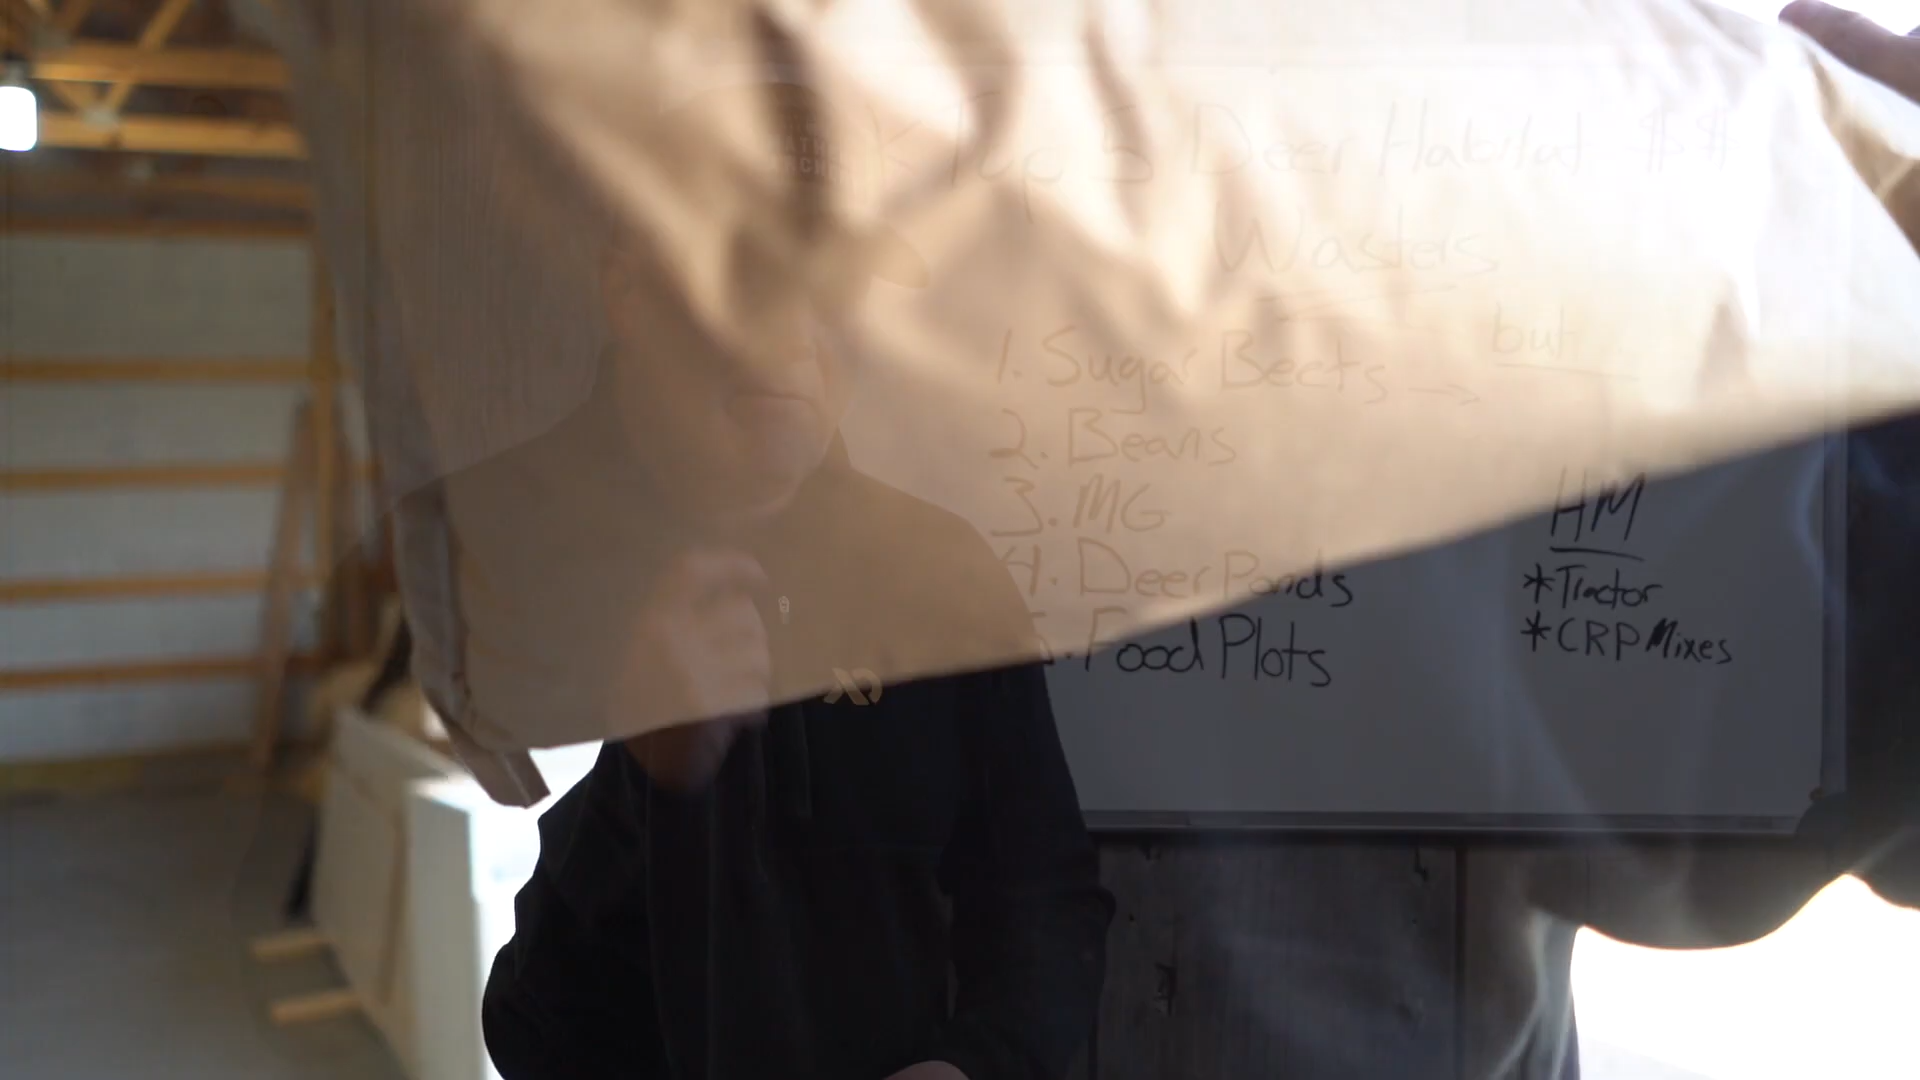 * Top 5 Deer Habitat $$
Wasters
1. Sugar Beets → but
2. Beans
3. MG
4. Deer Ponds
5. Food Plots
HM
*Tractor
*CRP Mixes